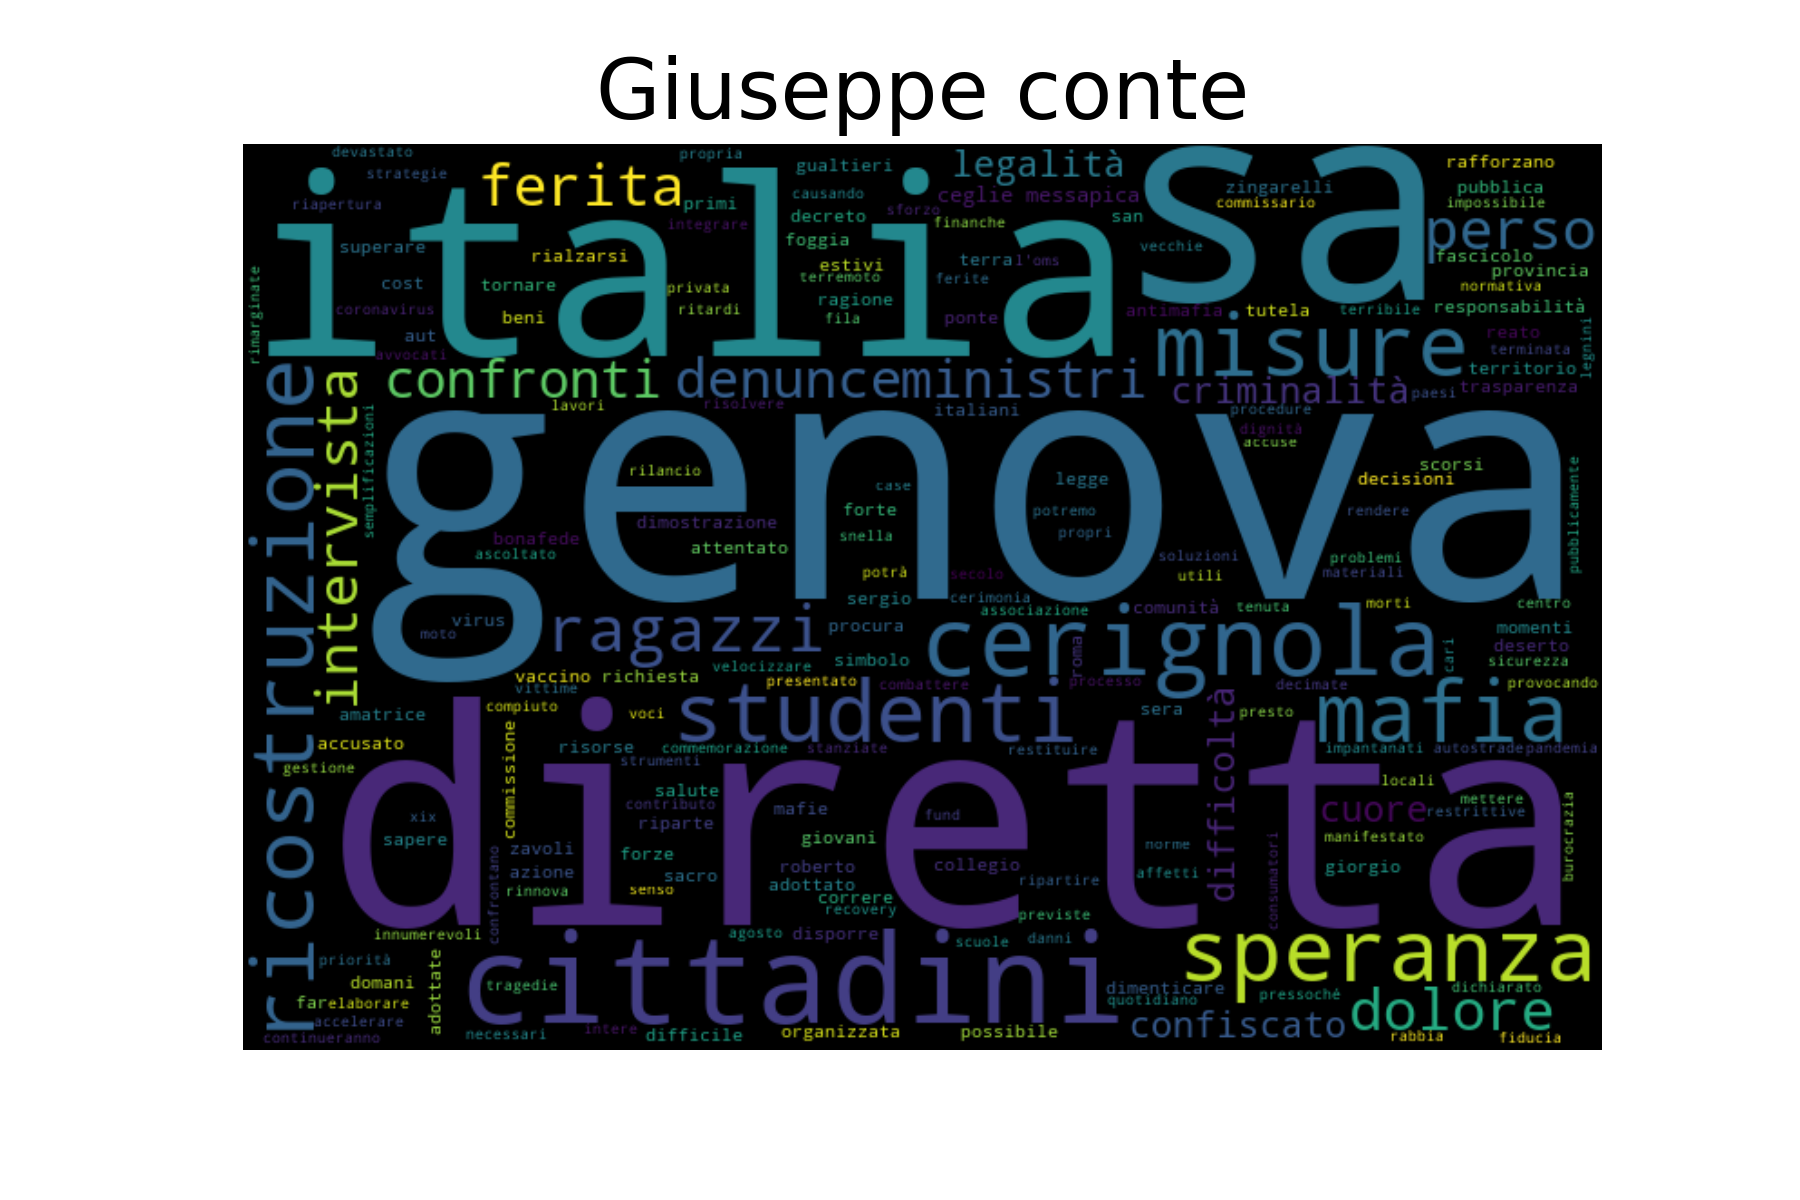 Giuseppe conte
devastato
propria
gualtieri
legalità
sa
rafforzano
strategie
ferita
italia
causando
ceglie messapica
zingarelli
pubblica
riapertura
primi
decreto
sforzo
san
commissario
impossibile
integrare
finanche
perso
superare
rialzarsi
foggia
vecchie
fascicolo
estivi
terra
l'oms
provincia
rimarginate
cost
tornare
privata
terremoto
ferite
normativa
coronavirus
beni
ritardi
ragione
fila
ponte
antimafia
tutela
terribile
responsabilità
aut
misure
reato
legnini
avvocati
terminata
confronti
denunce
ministri
criminalità
territorio
paesi
trasparenza
ricostruzione
intervista
semplificazioni
lavori
risolvere
italiani
procedure
genova
dignità
accuse
rilancio
case
legge
scorsi
decisioni
pubblicamente
dimostrazione
forte
potremo
rendere
bonafede
snella
propri
ascoltato
attentato
soluzioni
problemi
potrà
secolo
utili
materiali
sergio
cerimonia
associazione
comunità
tenuta
morti
centro
virus
moto
ragazzi
procura
cerignola
momenti
roma
cari
deserto
velocizzare
simbolo
sicurezza
vaccino
richiesta
presentato
combattere
processo
decimate
provocando
vittime
studenti
difficoltà
mafia
amatrice
compiuto
voci
sera
presto
accusato
commissione
risorse
commemorazione
stanziate
restituire
impantanati
autostrade
pandemia
gestione
strumenti
diretta
locali
salute
contributo
mafie
cuore
mettere
restrittive
burocrazia
xix
riparte
fund
sapere
giovani
manifestato
zavoli
forze
norme
confrontano
azione
sacro
roberto
collegio
affetti
consumatori
giorgio
rinnova
senso
adottato
ripartire
correre
recovery
previste
innumerevoli
agosto
disporre
scuole
danni
speranza
priorità
adottate
cittadini
domani
tragedie
dimenticare
pressoché
dichiarato
far
elaborare
quotidiano
dolore
accelerare
confiscato
continueranno
necessari
intere
difficile
organizzata
possibile
rabbia
fiducia